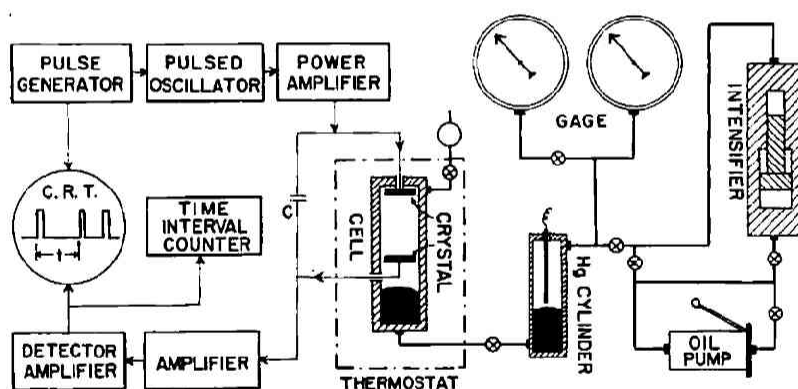 PULSE
GENERATOR
PULSED
OSCILLATOR
POWER
AMPLIFIER
GAGE
INTENSIFIER
C. R. T.
t
TIME
INTERVAL
COUNTER
C
CELL
CRYSTAL
Hg CYLINDER
DETECTOR
AMPLIFIER
AMPLIFIER
THERMOSTAT
OIL
PUMP